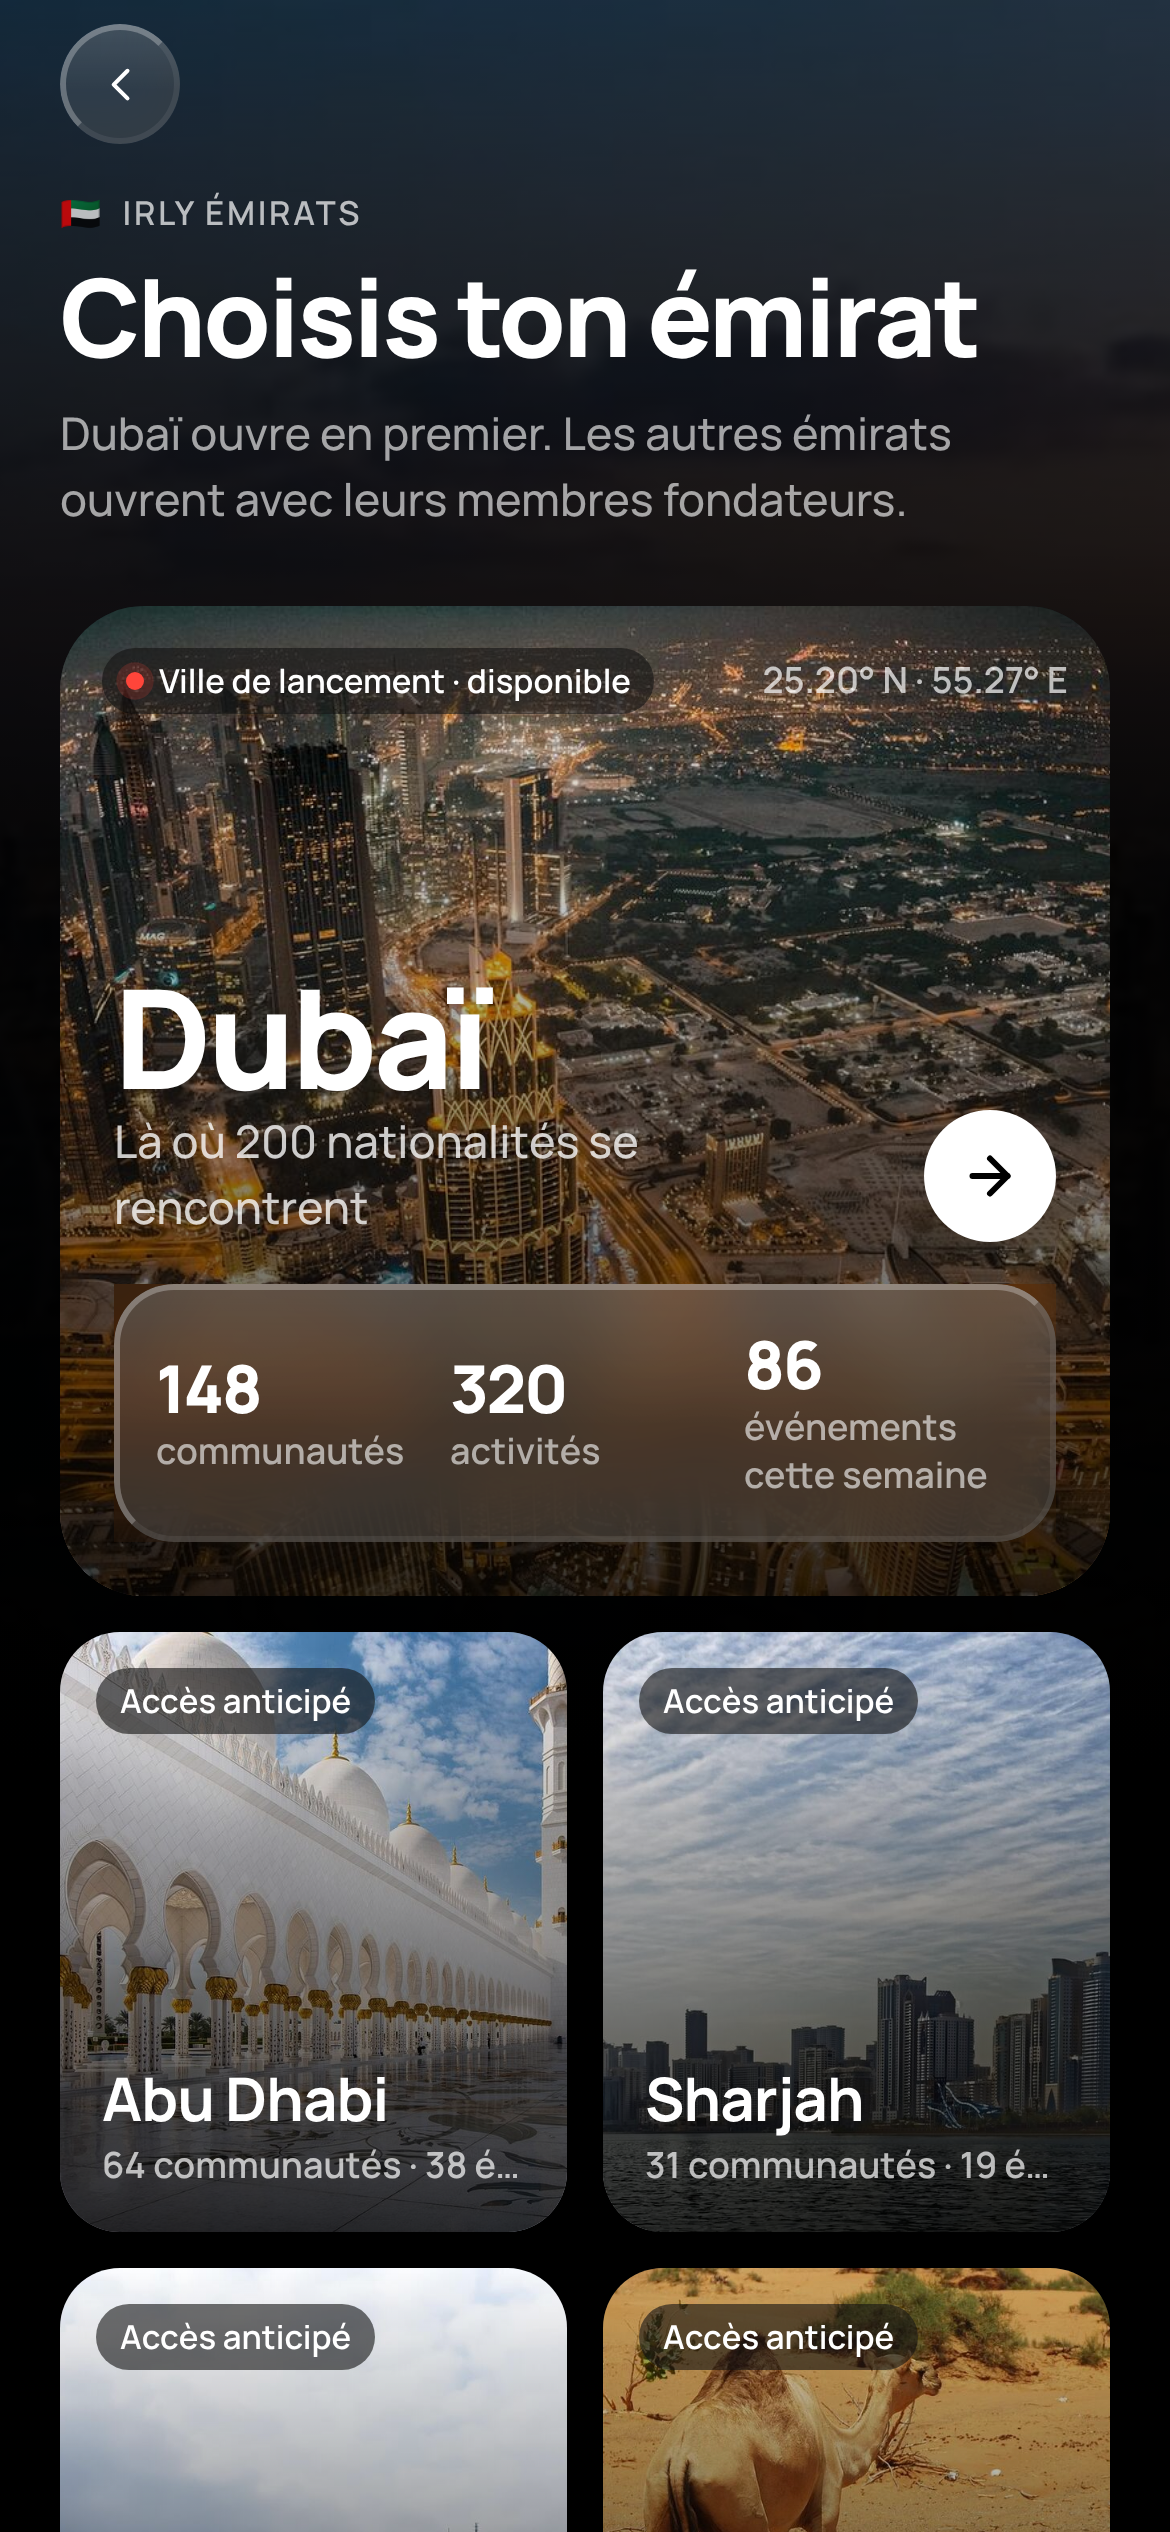 IRLY ÉMIRATS
Choisis ton émirat
Dubaï ouvre en premier. Les autres émirats
ouvrent avec leurs membres fondateurs.
Ville de lancement · disponible
25.20° N · 55.27° E
MAG
Dubaï
Là où 200 nationalités se
rencontrent
148
communautés
320
activités
86
événements
cette semaine
Accès anticipé
Abu Dhabi
64 communautés · 38 é...
Accès anticipé
Sharjah
31 communautés · 19 é...
Accès anticipé
Accès anticipé